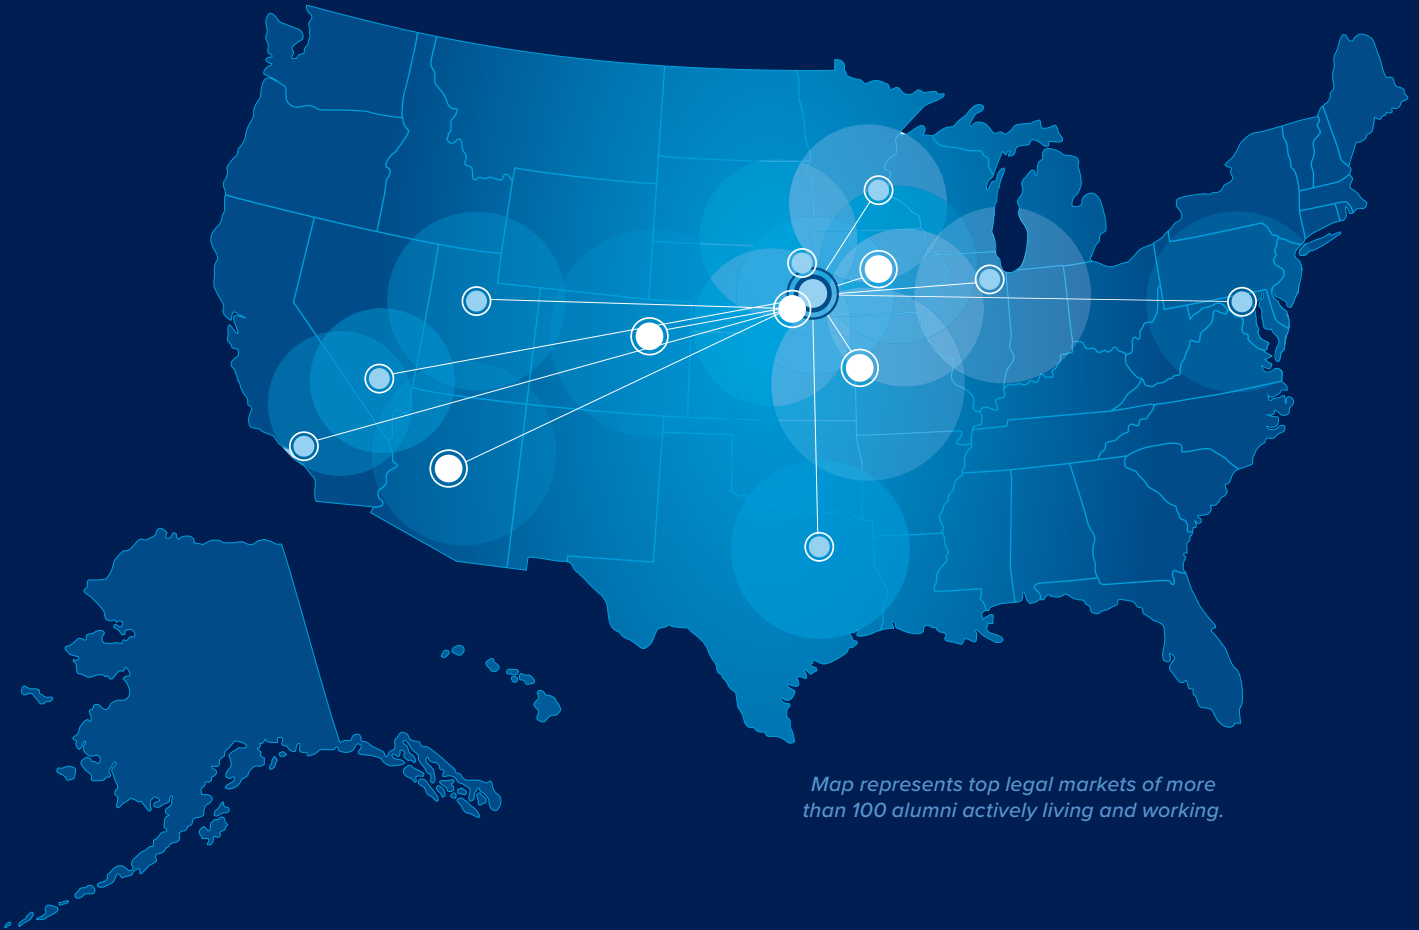 Map represents top legal markets of more
than 100 alumni actively living and working.